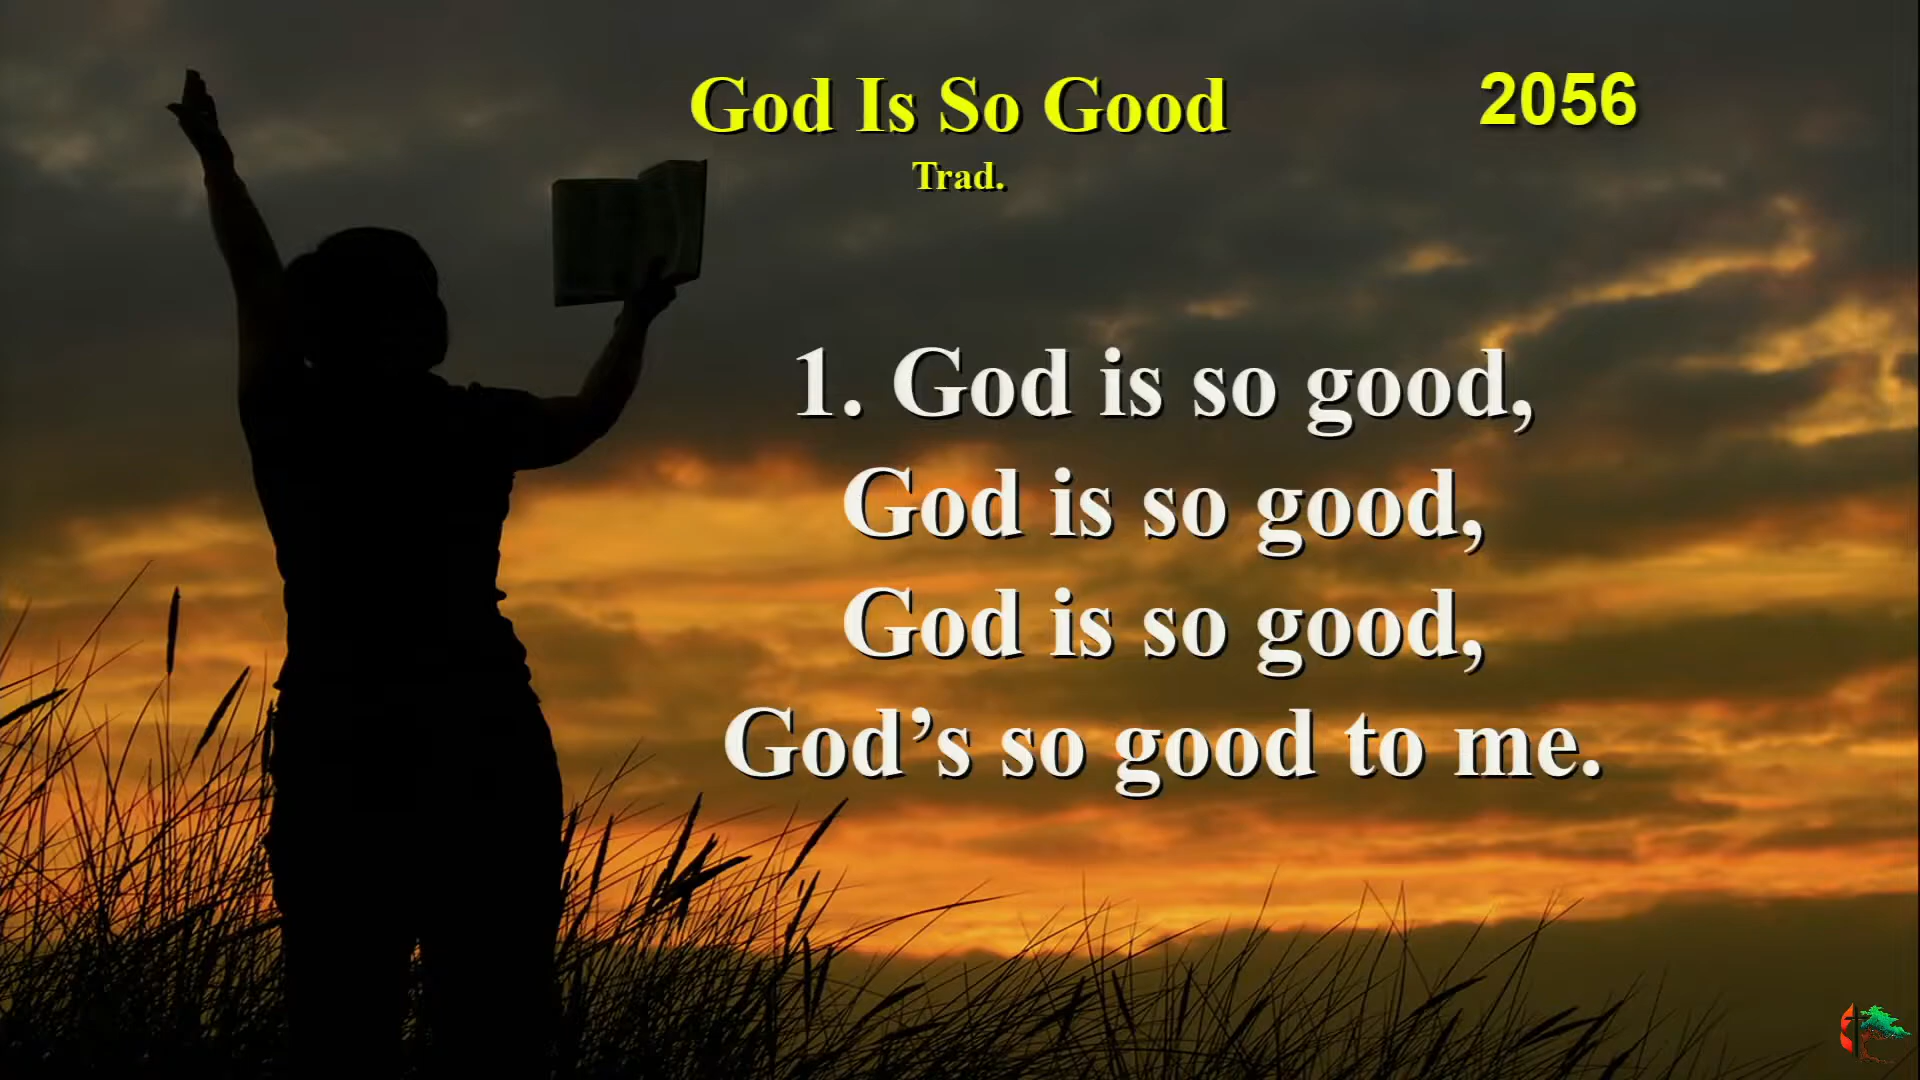 God Is So Good
2056
Trad.
1. God is so good,
God is so good,
God is so good,
God’s so good to me.